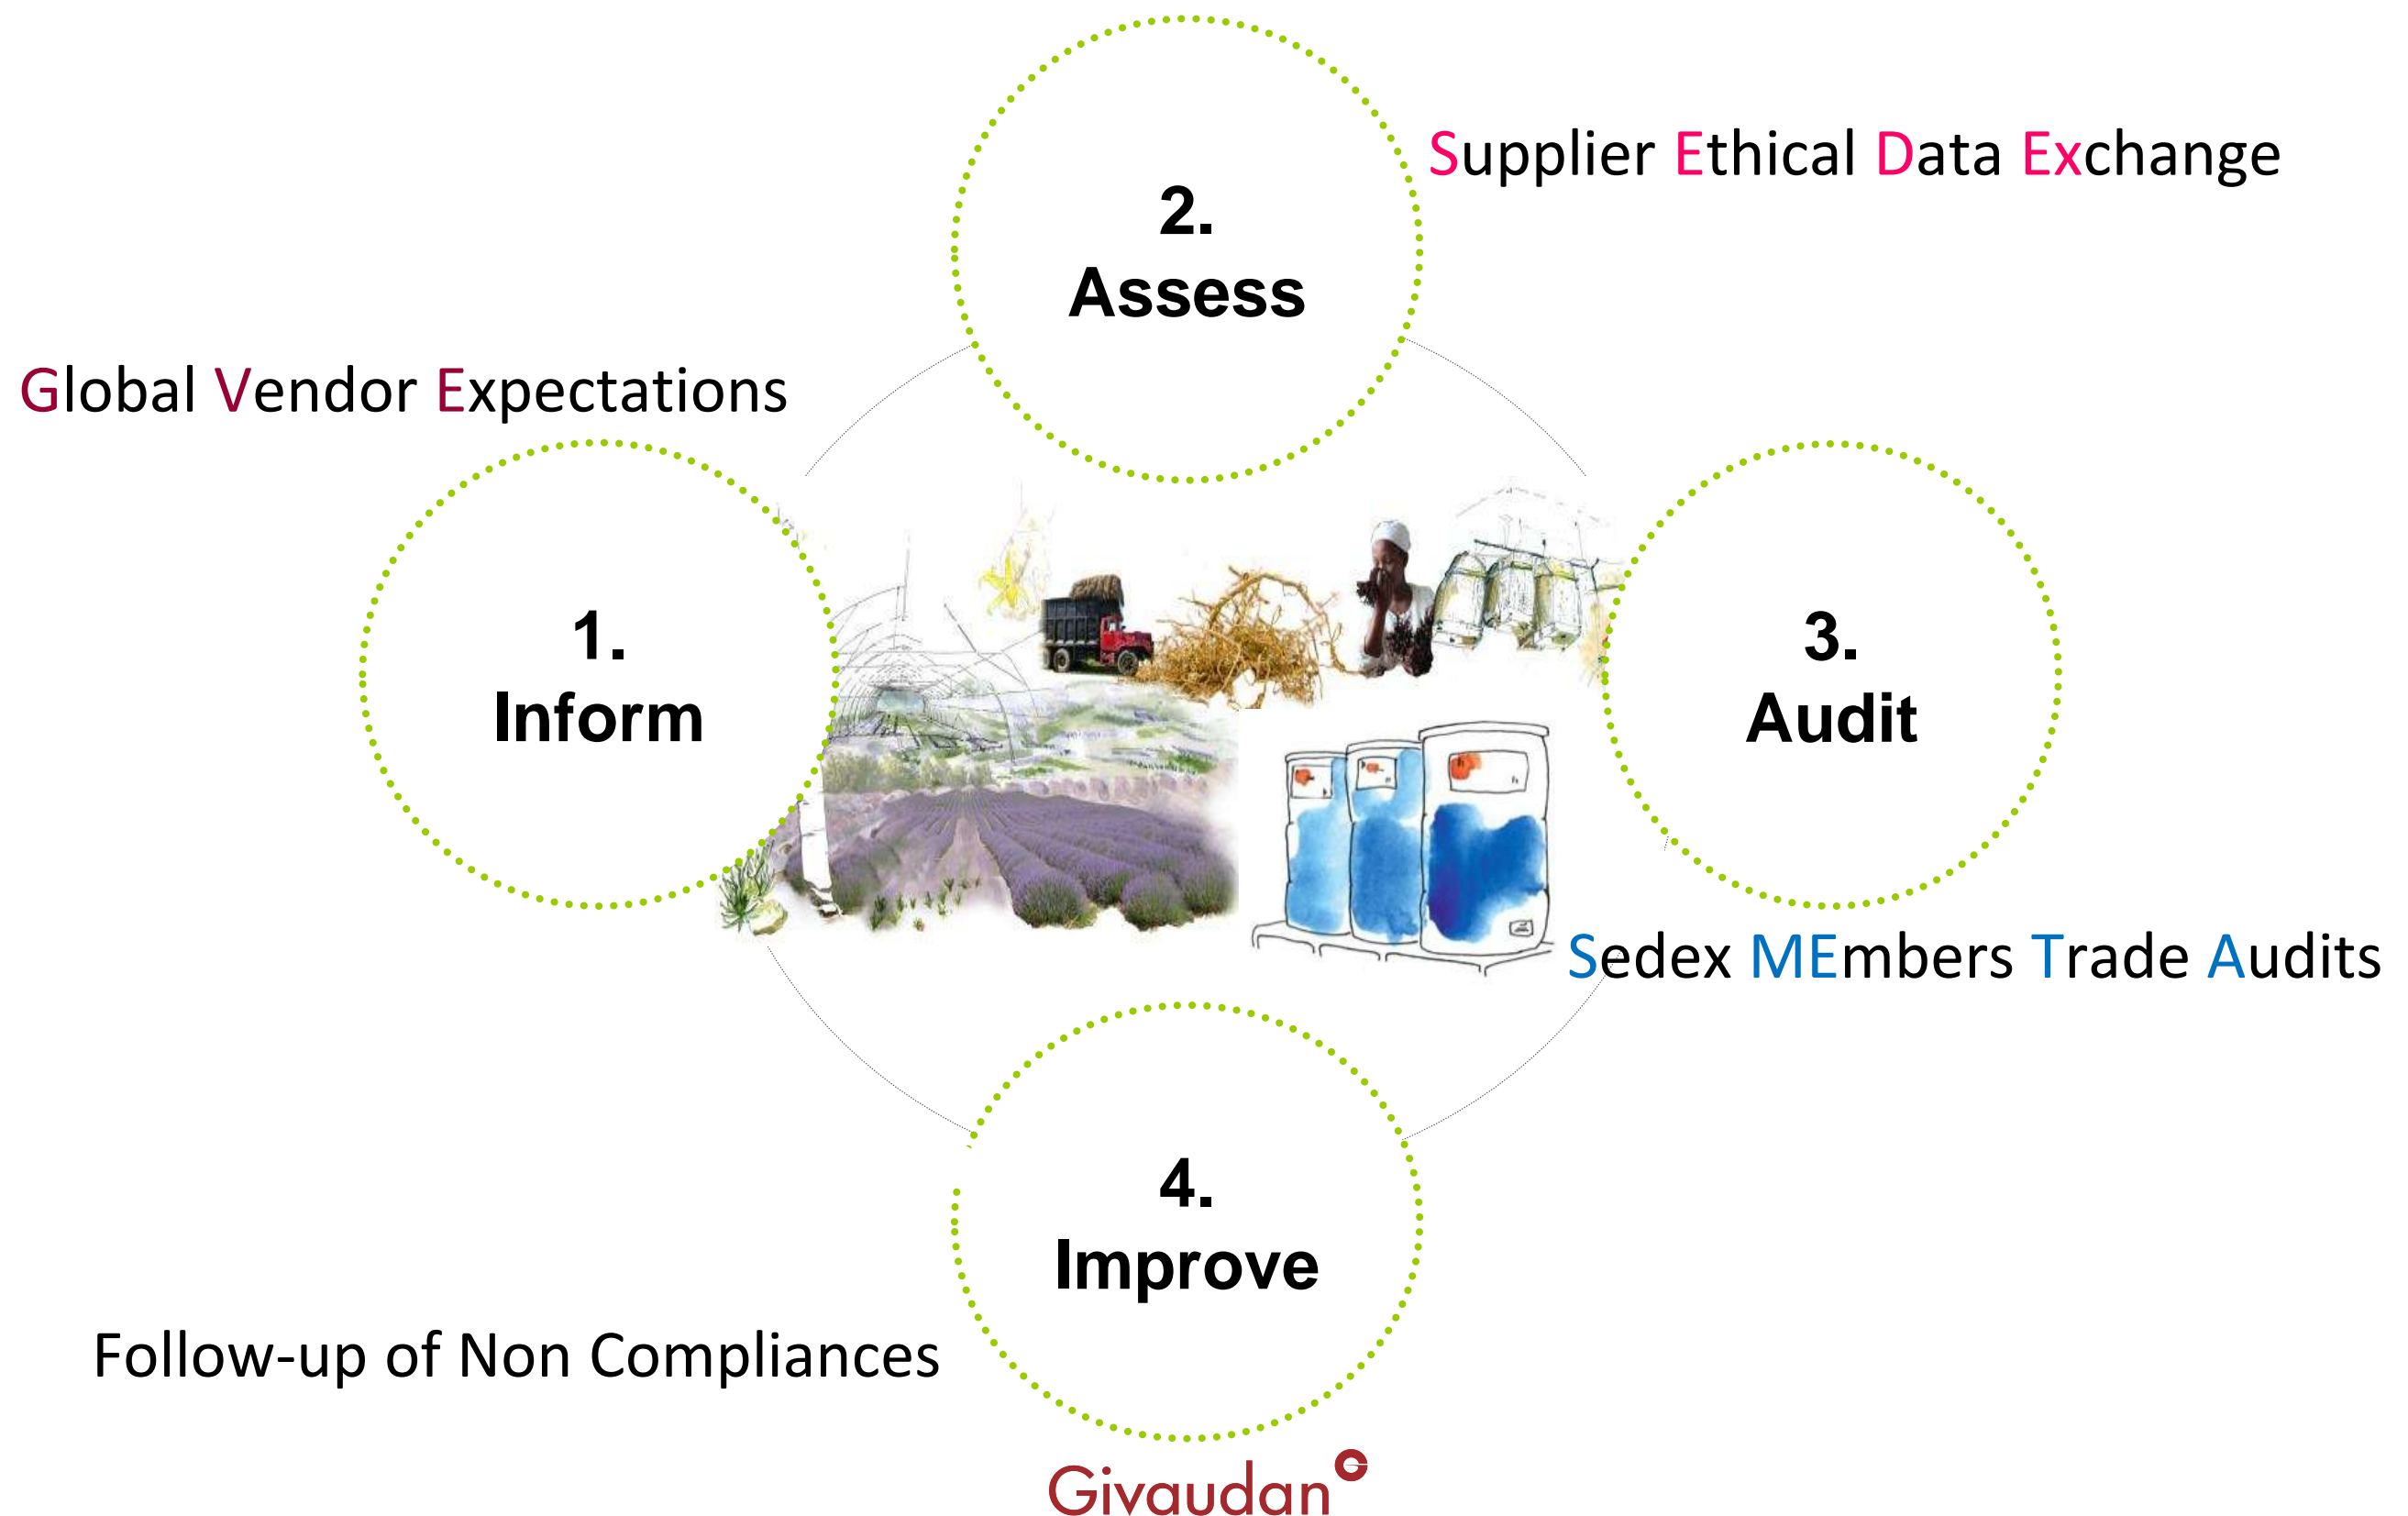 2.
Assess
Supplier Ethical Data Exchange
Global Vendor Expectations
1.
Inform
3.
Audit
Sedex MEmbers Trade Audits
4.
Improve
Follow-up of Non Compliances
Givaudan